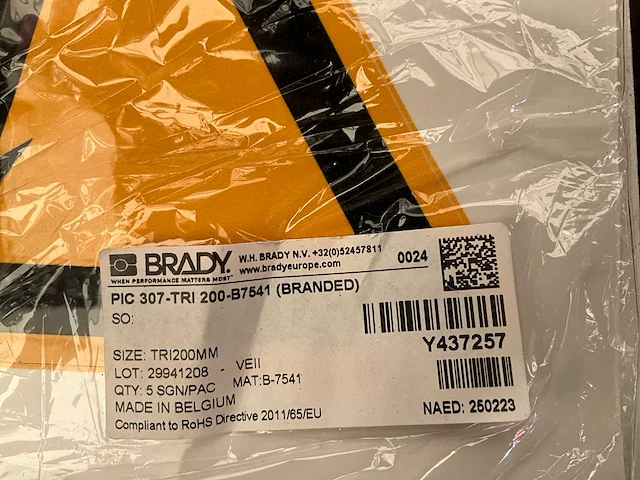 BRADY.
WHEN PERFORMANCE MATTERS MOST
W.H. BRADY N.V. +32(0)52457811
www.bradyeurope.com
0024
PIC 307-TRI 200-B7541 (BRANDED)
SO:
Y437257
SIZE: TRI200MM
LOT: 29941208 - VEII
QTY: 5 SGN/PAC MAT:B-7541
MADE IN BELGIUM
Compliant to RoHS Directive 2011/65/EU
NAED: 250223